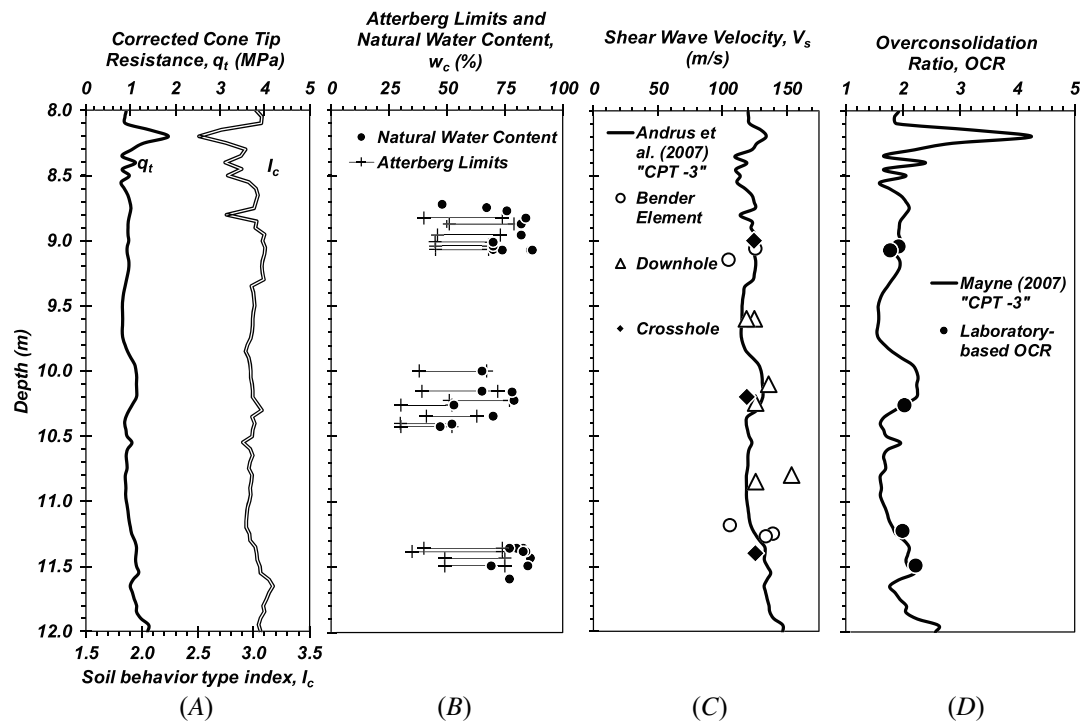 Corrected Cone Tip
Resistance, qt (MPa)
0 1 2 3 4 5
8.0
8.5
9.0
9.5
10.0
10.5
11.0
11.5
12.0
Depth (m)
qt
Ic
1.5 2.0 2.5 3.0 3.5
Soil behavior type index, Ic
(A)
Atterberg Limits and
Natural Water Content,
wc (%)
0 25 50 75 100
Natural Water Content
Atterberg Limits
(B)
Shear Wave Velocity, Vs
(m/s)
0 50 100 150
Andrus et
al. (2007)
"CPT -3"
Bender
Element
Downhole
Crosshole
(C)
Overconsolidation
Ratio, OCR
1 2 3 4 5
Mayne (2007)
"CPT -3"
Laboratory-
based OCR
(D)